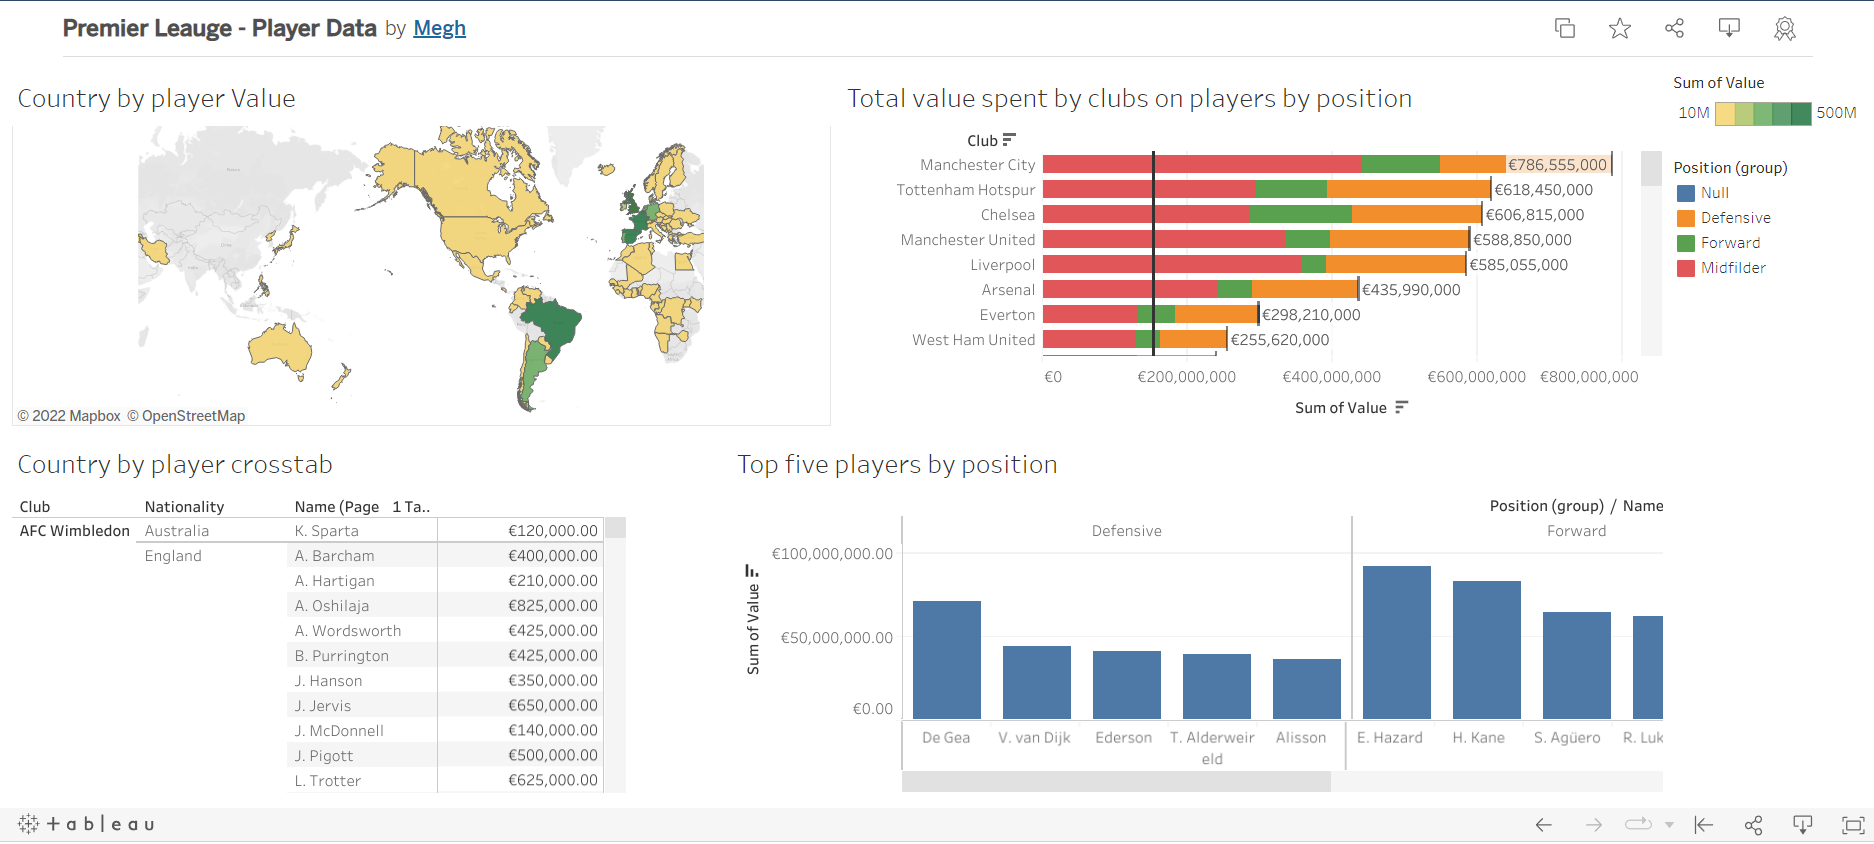 Premier Leauge - Player Data by Megh
Country by player Value
© 2022 Mapbox © OpenStreetMap
Total value spent by clubs on players by position
Club
Manchester City €786,555,000
Tottenham Hotspur €618,450,000
Chelsea €606,815,000
Manchester United €588,850,000
Liverpool €585,055,000
Arsenal €435,990,000
Everton €298,210,000
West Ham United €255,620,000
€0 €200,000,000 €400,000,000 €600,000,000 €800,000,000
Sum of Value
Sum of Value
10M 500M
Position (group)
Null
Defensive
Forward
Midfilder
Country by player crosstab
Club Nationality Name (Page 1 Ta..
AFC Wimbledon Australia K. Sparta €120,000.00
England A. Barcham €400,000.00
A. Hartigan €210,000.00
A. Oshilaja €825,000.00
A. Wordsworth €425,000.00
B. Purrington €425,000.00
J. Hanson €350,000.00
J. Jervis €650,000.00
J. McDonnell €140,000.00
J. Pigott €500,000.00
L. Trotter €625,000.00
Top five players by position
Position (group) / Name
Defensive Forward
Sum of Value
€100,000,000.00
€50,000,000.00
€0.00
De Gea V. van Dijk Ederson T. Alderweir Alisson E. Hazard H. Kane S. Agüero R. Luk
eld
+ableau